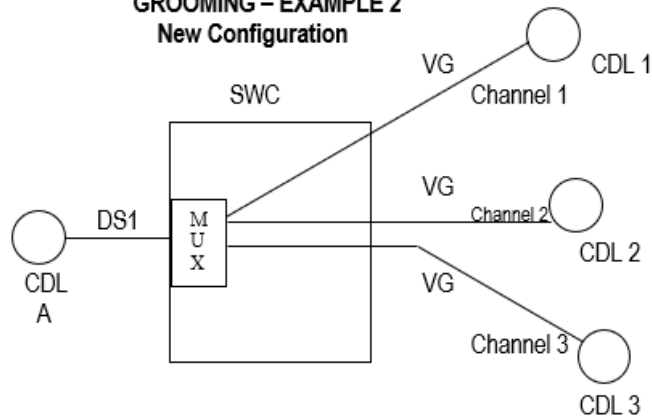 GROOMING – EXAMPLE 2
New Configuration
VG
CDL 1
SWC
Channel 1
VG
DS1
M
U
X
Channel 2
CDL 2
CDL
A
VG
Channel 3
CDL 3